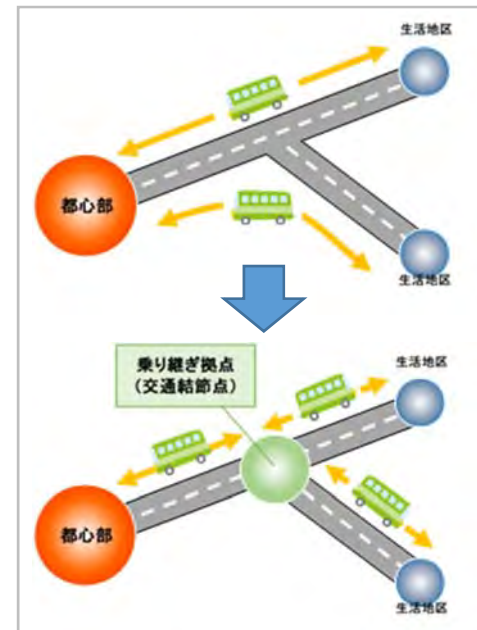 生活地区
都心部
生活地区
乗り継ぎ拠点
(交通結節点)
生活地区
都心部
生活地区